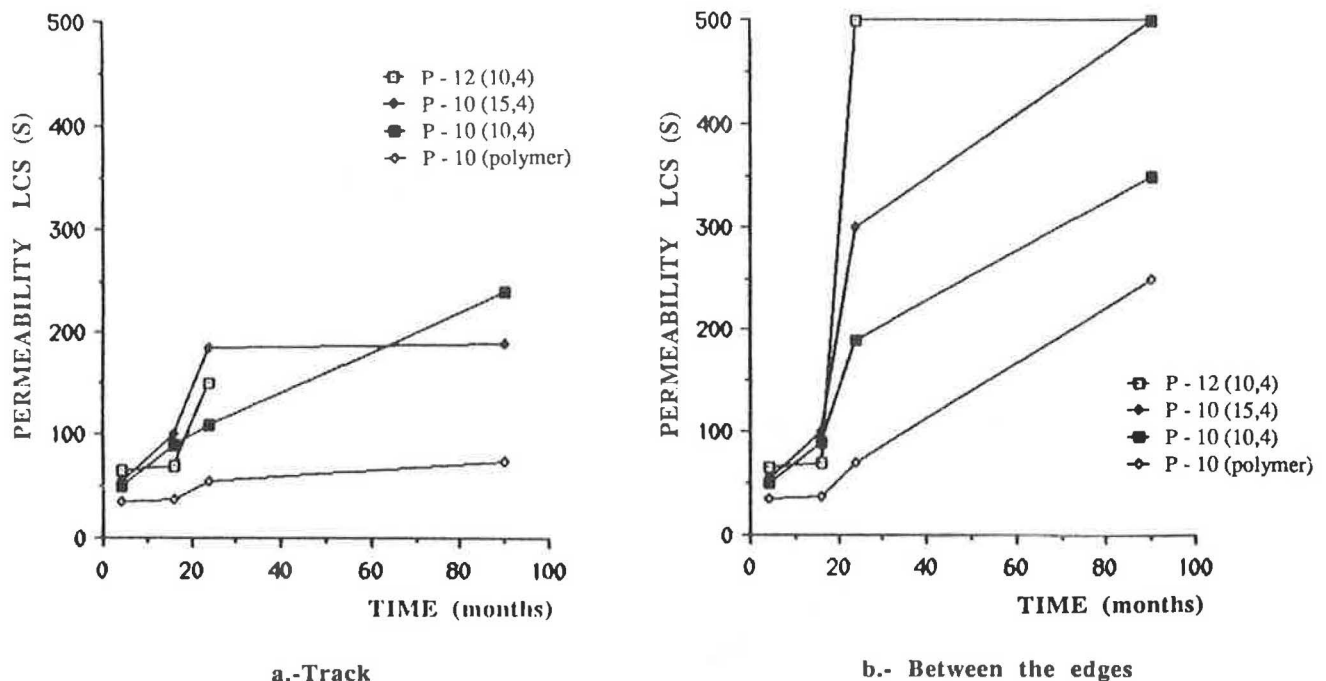 500
400
300
200
100
0
PERMEABILITY LCS (S)
P - 12 (10,4)
P - 10 (15,4)
P - 10 (10,4)
P - 10 (polymer)
0 20 40 60 80 100
TIME (months)
a.-Track
500
400
300
200
100
0
PERMEABILITY LCS (S)
P - 12 (10,4)
P - 10 (15,4)
P - 10 (10,4)
P - 10 (polymer)
0 20 40 60 80 100
TIME (months)
b.- Between the edges